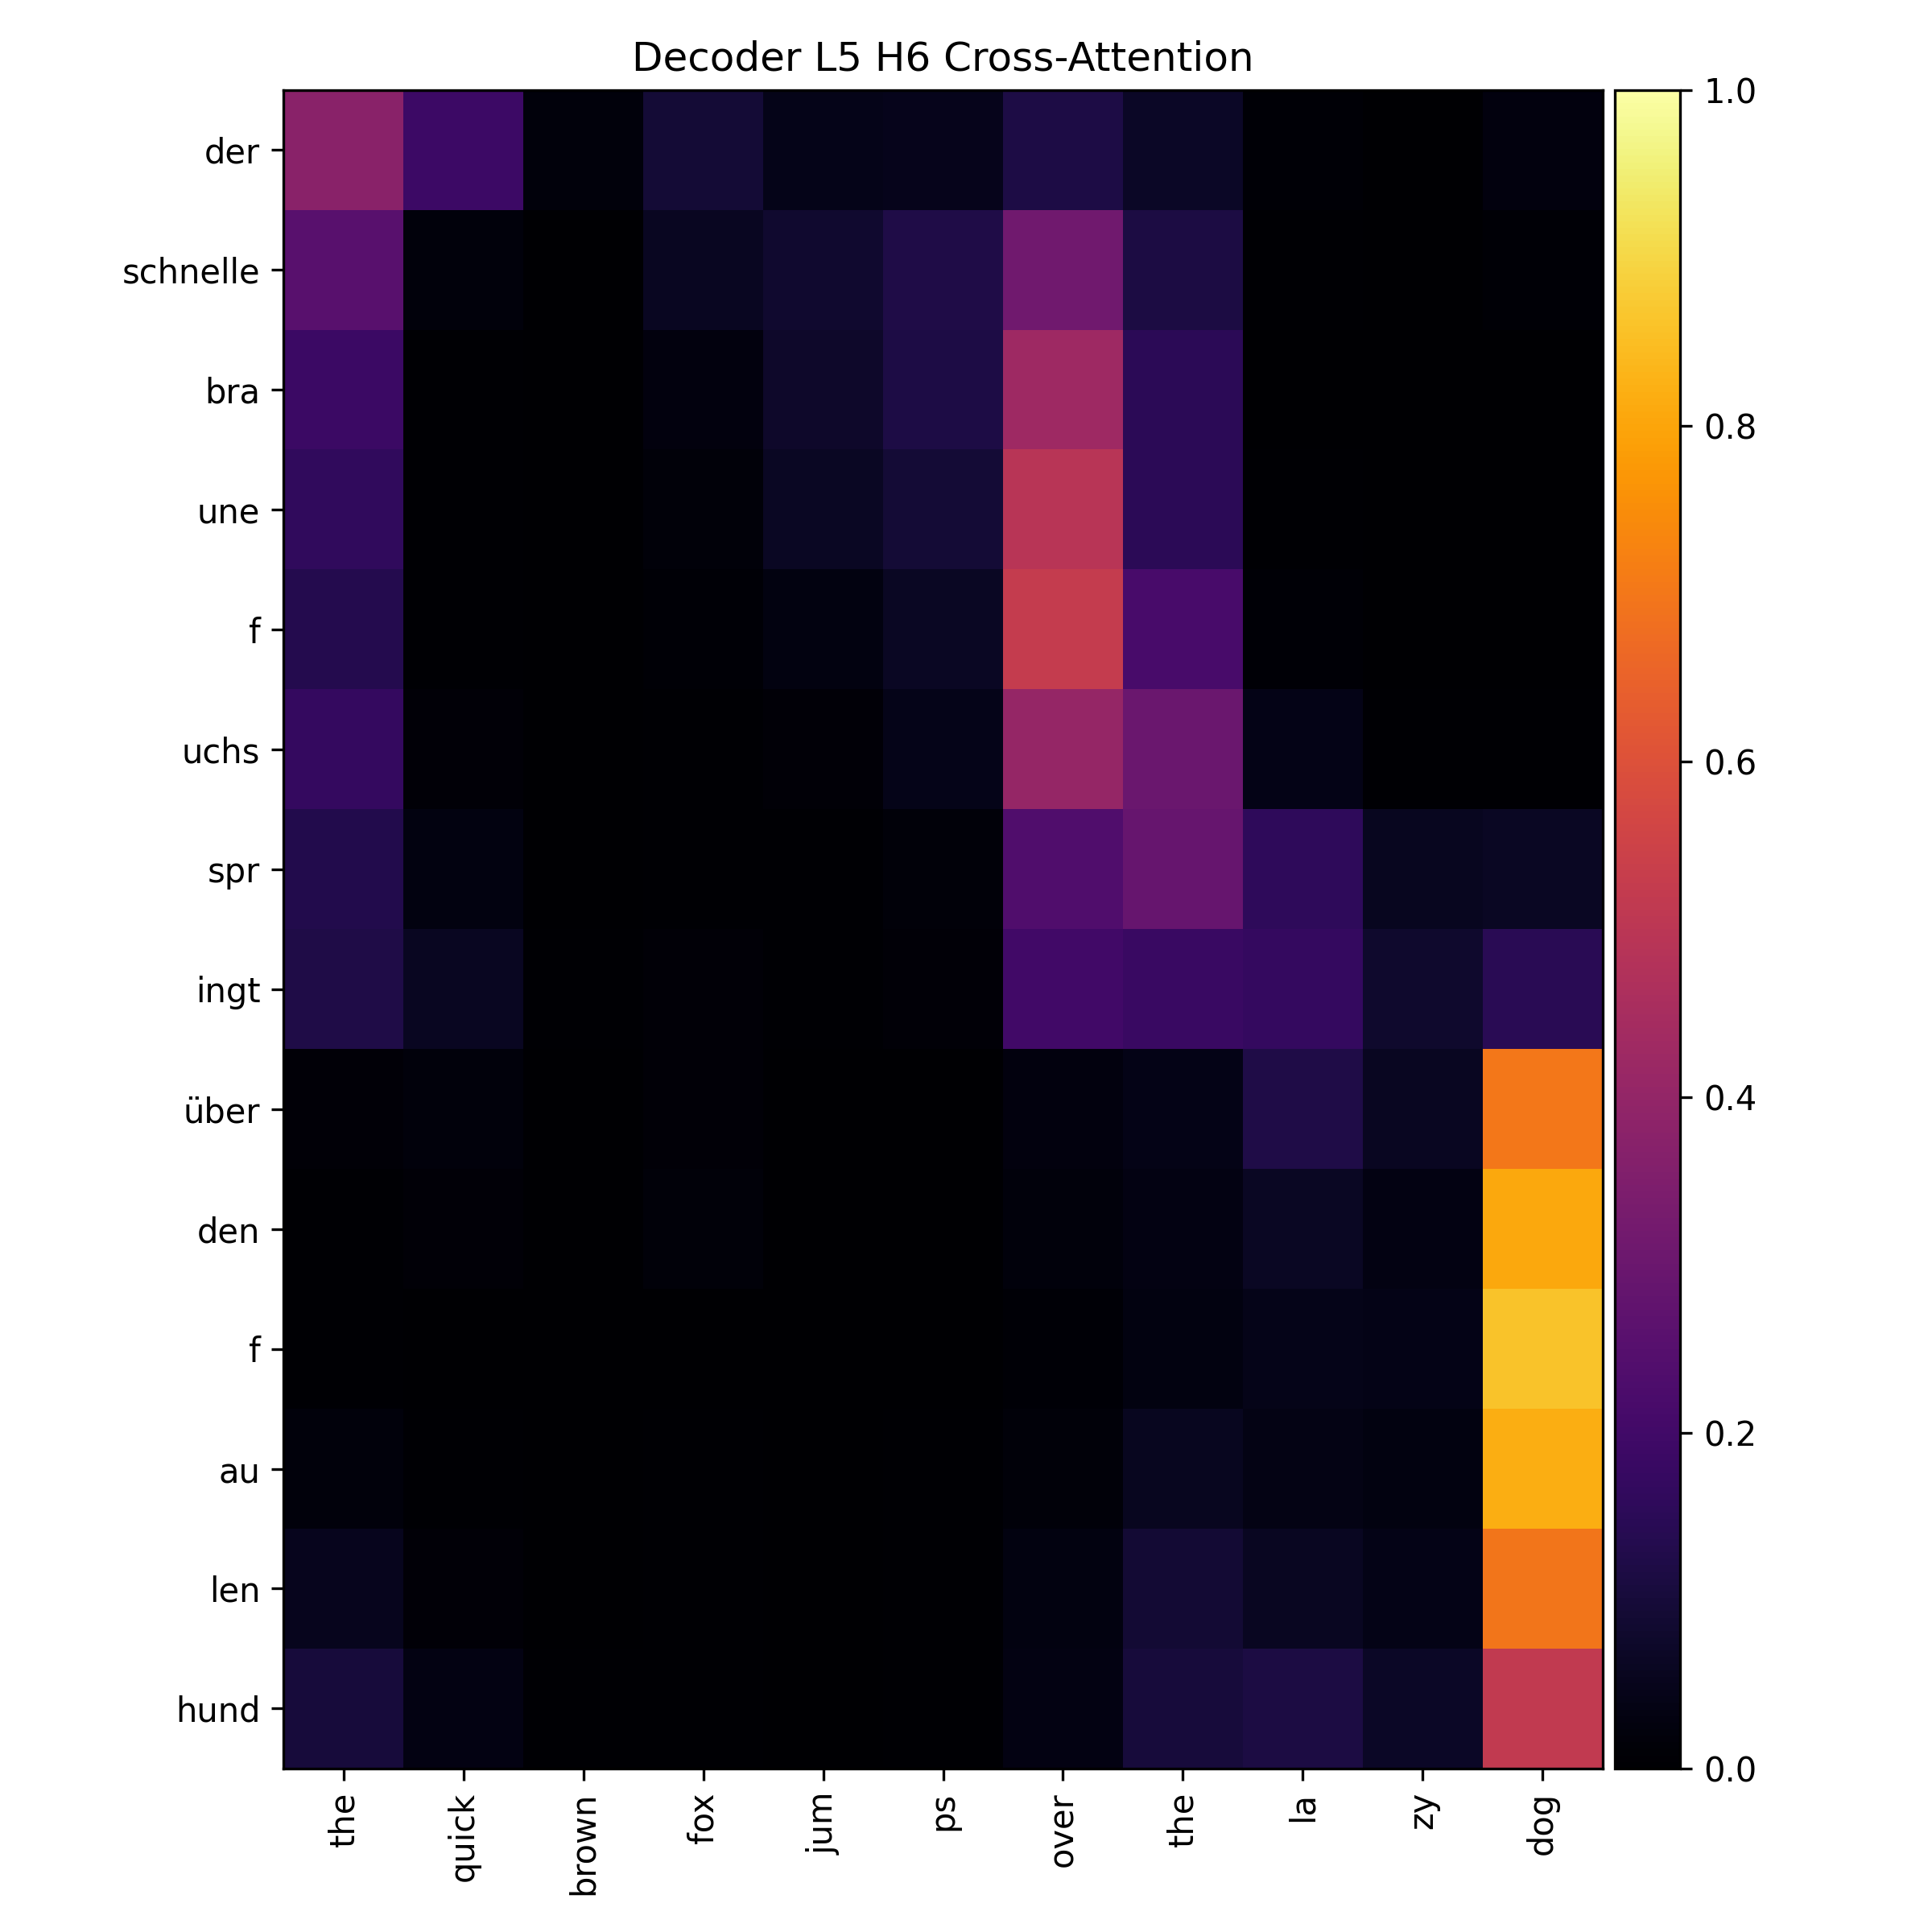 Decoder L5 H6 Cross-Attention
der
schnelle
bra
une
f
uchs
spr
ingt
über
den
f
au
len
hund
the
quick
brown
fox
jum
ps
over
the
la
zy
dog
1.0
0.8
0.6
0.4
0.2
0.0